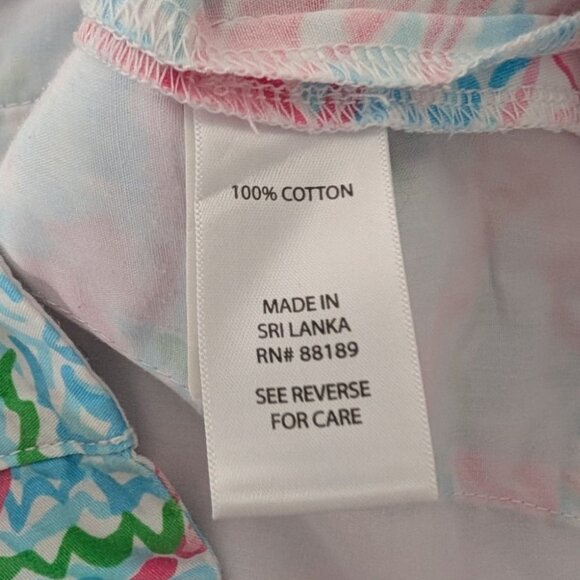 100% COTTON
MADE IN
SRI LANKA
RN# 88189
SEE REVERSE
FOR CARE